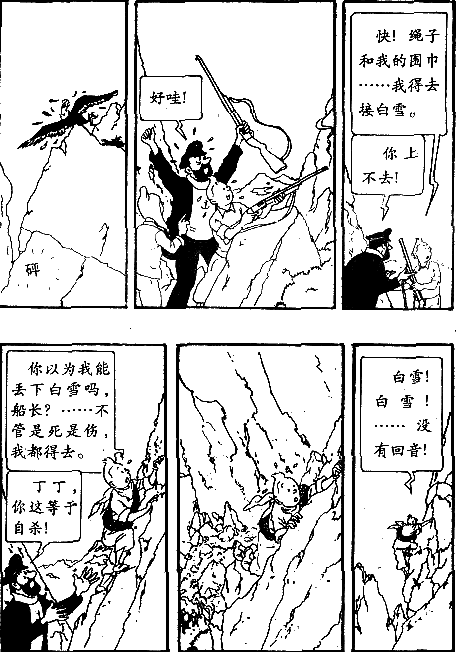 砰
好哇!
快! 绳子
和我的围巾
……我得去
接白雪。
你上
不去!
你以为我能
丢下白雪吗,
船长? ……不
管是死是伤,
我都得去。
丁丁,
你这等于
自杀!
白雪!
白雪!
…… 没
有回音!